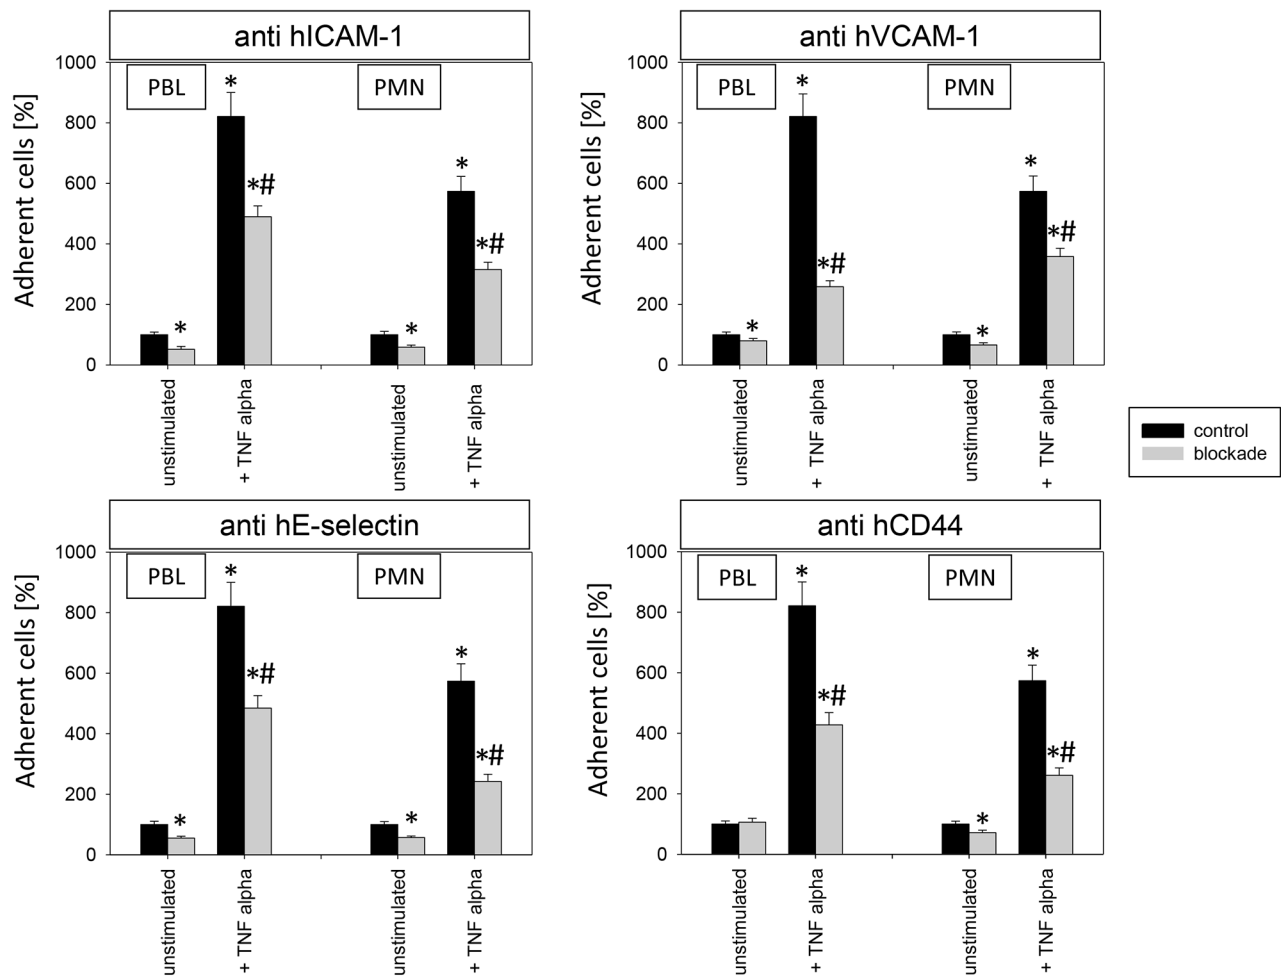 anti hICAM-1
Adherent cells [%]
1000
800
600
400
200
0
PBL
PMN
*
*
*#
*
*
*#
unstimulated
+ TNF alpha
unstimulated
+ TNF alpha
anti hVCAM-1
Adherent cells [%]
1000
800
600
400
200
0
PBL
PMN
*
*
*#
*
*
*#
unstimulated
+ TNF alpha
unstimulated
+ TNF alpha
control
blockade
anti hE-selectin
Adherent cells [%]
1000
800
600
400
200
0
PBL
PMN
*
*
*#
*
*
*#
unstimulated
+ TNF alpha
unstimulated
+ TNF alpha
anti hCD44
Adherent cells [%]
1000
800
600
400
200
0
PBL
PMN
*
*#
*
*
*#
unstimulated
+ TNF alpha
unstimulated
+ TNF alpha